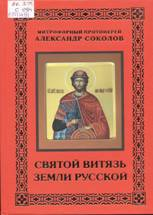 МИТРОФОРНЫЙ ПРОТОИЕРЕЙ
АЛЕКСАНДР СОКОЛОВ
СВЯТОЙ ВИТЯЗЬ
ЗЕМЛИ РУССКОЙ